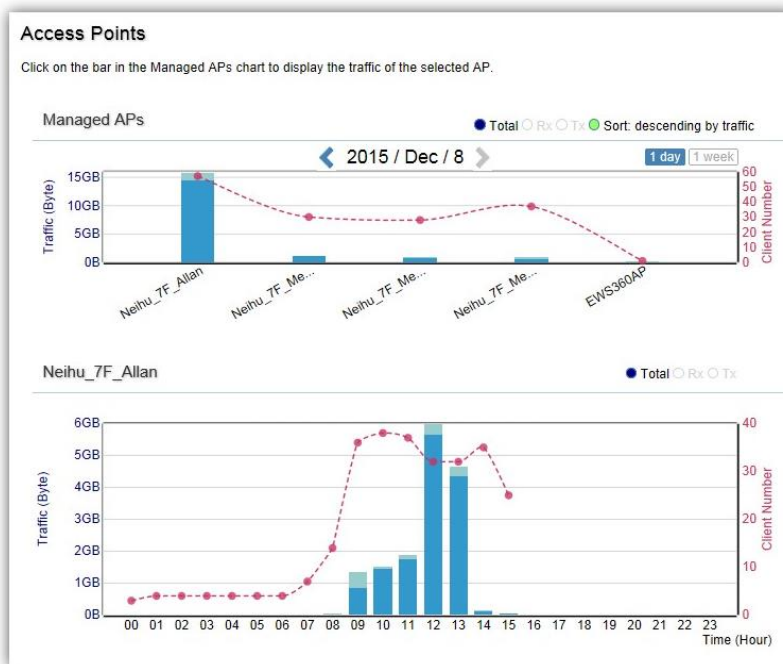 Access Points
Click on the bar in the Managed APs chart to display the traffic of the selected AP.
Managed APs
Total Rx Tx Sort: descending by traffic
2015 / Dec / 8
1 day 1 week
Traffic (Byte)
15GB
10GB
5GB
0B
60
50
40
30
20
10
0
Client Number
Neihu_7F_Allan
Neihu_7F_Me...
Neihu_7F_Me...
Neihu_7F_Me...
EWS360AP
Neihu_7F_Allan
Total Rx Tx
Traffic (Byte)
6GB
5GB
4GB
3GB
2GB
1GB
0B
40
30
20
10
0
Client Number
00 01 02 03 04 05 06 07 08 09 10 11 12 13 14 15 16 17 18 19 20 21 22 23
Time (Hour)